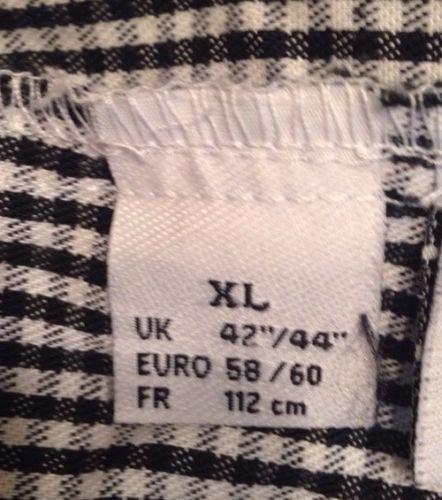 XL
UK 42"/44"
EURO 58/60
FR 112 cm